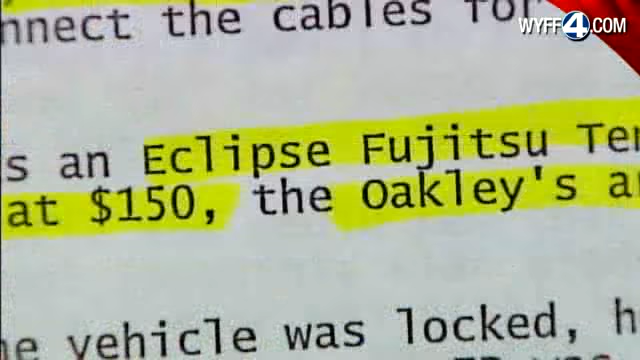 WYFF4.COM
nnect the cables for
s an Eclipse Fujitsu Te
at $150, the Oakley's a
e vehicle was locked, h